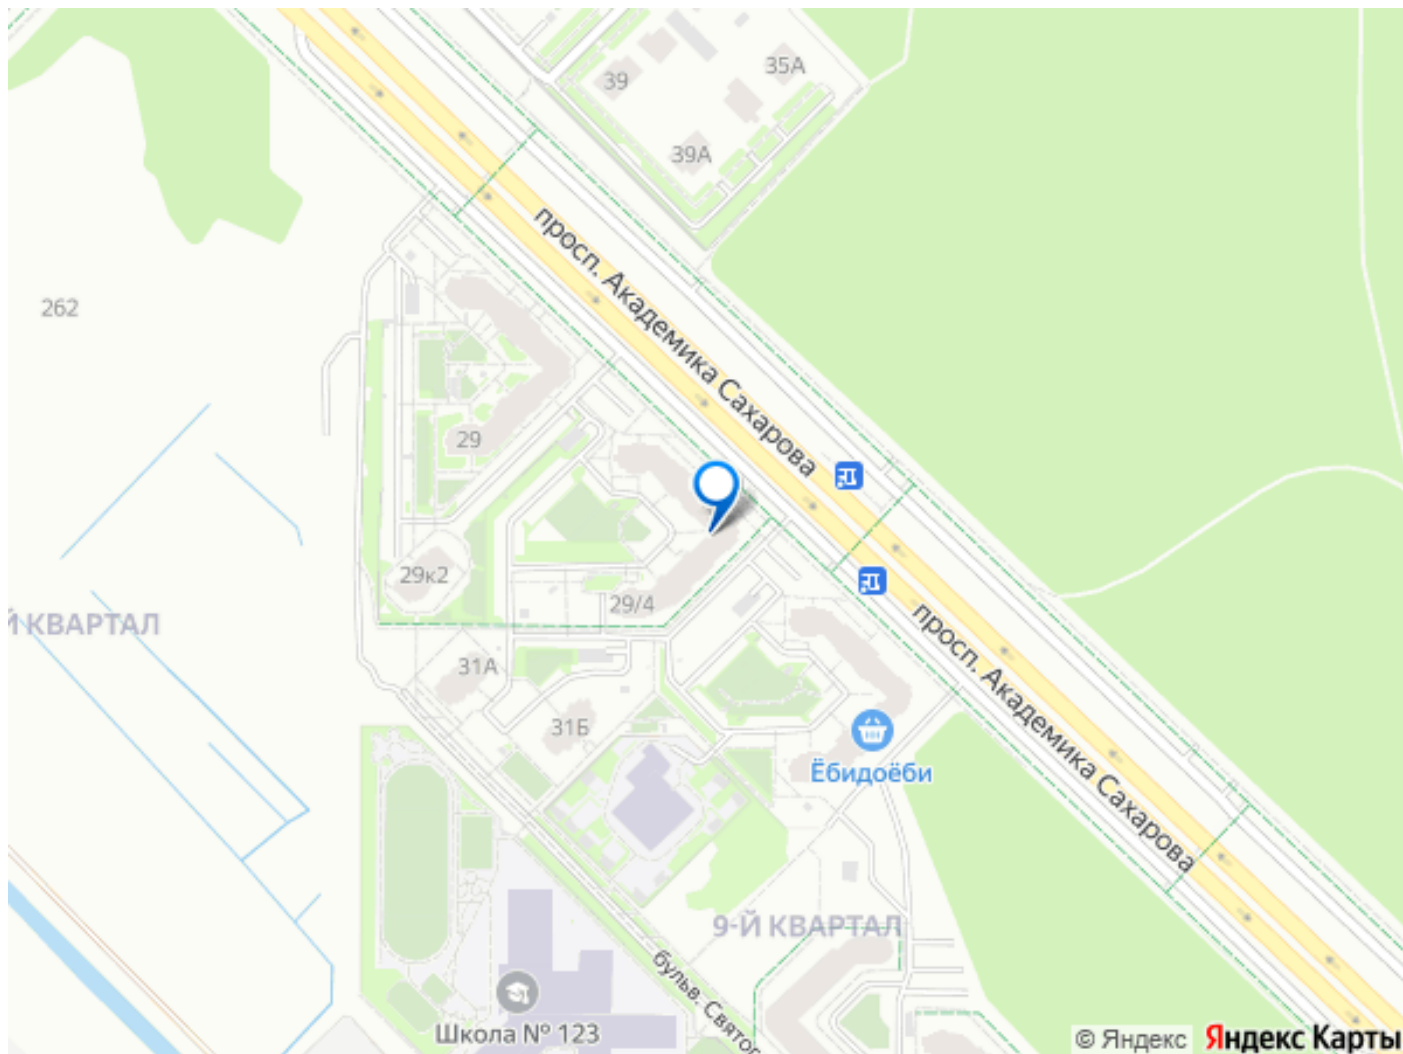 39
35А
39А
просп. Академика Сахарова
262
29
29к2
29/4
Й КВАРТАЛ
31А
31Б
просп. Академика Сахарова
Ёбидоёби
9-Й КВАРТАЛ
бульв. Святог
Школа № 123
© Яндекс Яндекс Карты